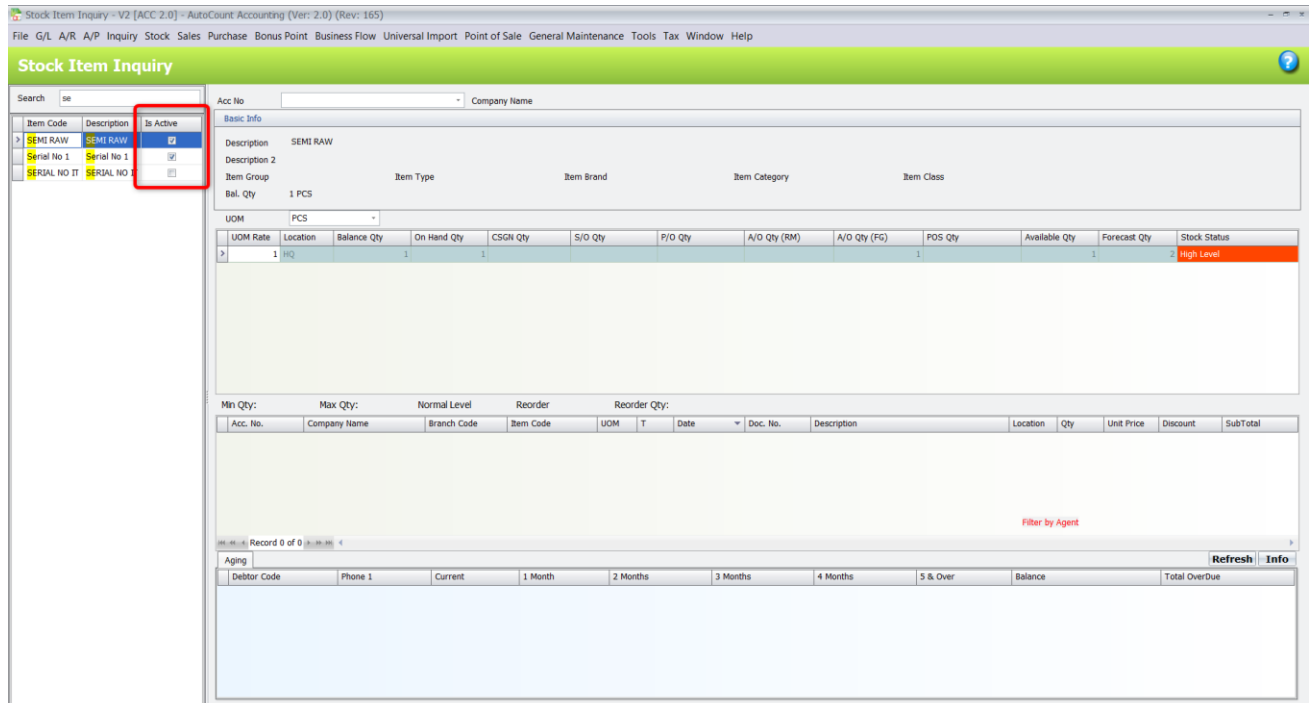 Stock Item Inquiry - V2 [ACC 2.0] - AutoCount Accounting (Ver: 2.0) (Rev: 165)
File G/L A/R A/P Inquiry Stock Sales Purchase Bonus Point Business Flow Universal Import Point of Sale General Maintenance Tools Tax Window Help
Stock Item Inquiry
Search se
Item Code Description Is Active
SEMI RAW SEMI RAW
Serial No 1 Serial No 1
SERIAL NO IT SERIAL NO I
Acc No Company Name
Basic Info
Description SEMI RAW
Description 2
Item Group Item Type Item Brand Item Category Item Class
Bal. Qty 1 PCS
UOM PCS
UOM Rate Location Balance Qty On Hand Qty CSGN Qty S/O Qty P/O Qty A/O Qty (RM) A/O Qty (FG) POS Qty Available Qty Forecast Qty Stock Status
1 HQ 1 1 1 1 2 High Level
Min Qty: Max Qty: Normal Level Reorder Reorder Qty:
Acc. No. Company Name Branch Code Item Code UOM T Date Doc. No. Description Location Qty Unit Price Discount SubTotal
Filter by Agent
Record 0 of 0
Aging Refresh Info
Debtor Code Phone 1 Current 1 Month 2 Months 3 Months 4 Months 5 & Over Balance Total OverDue